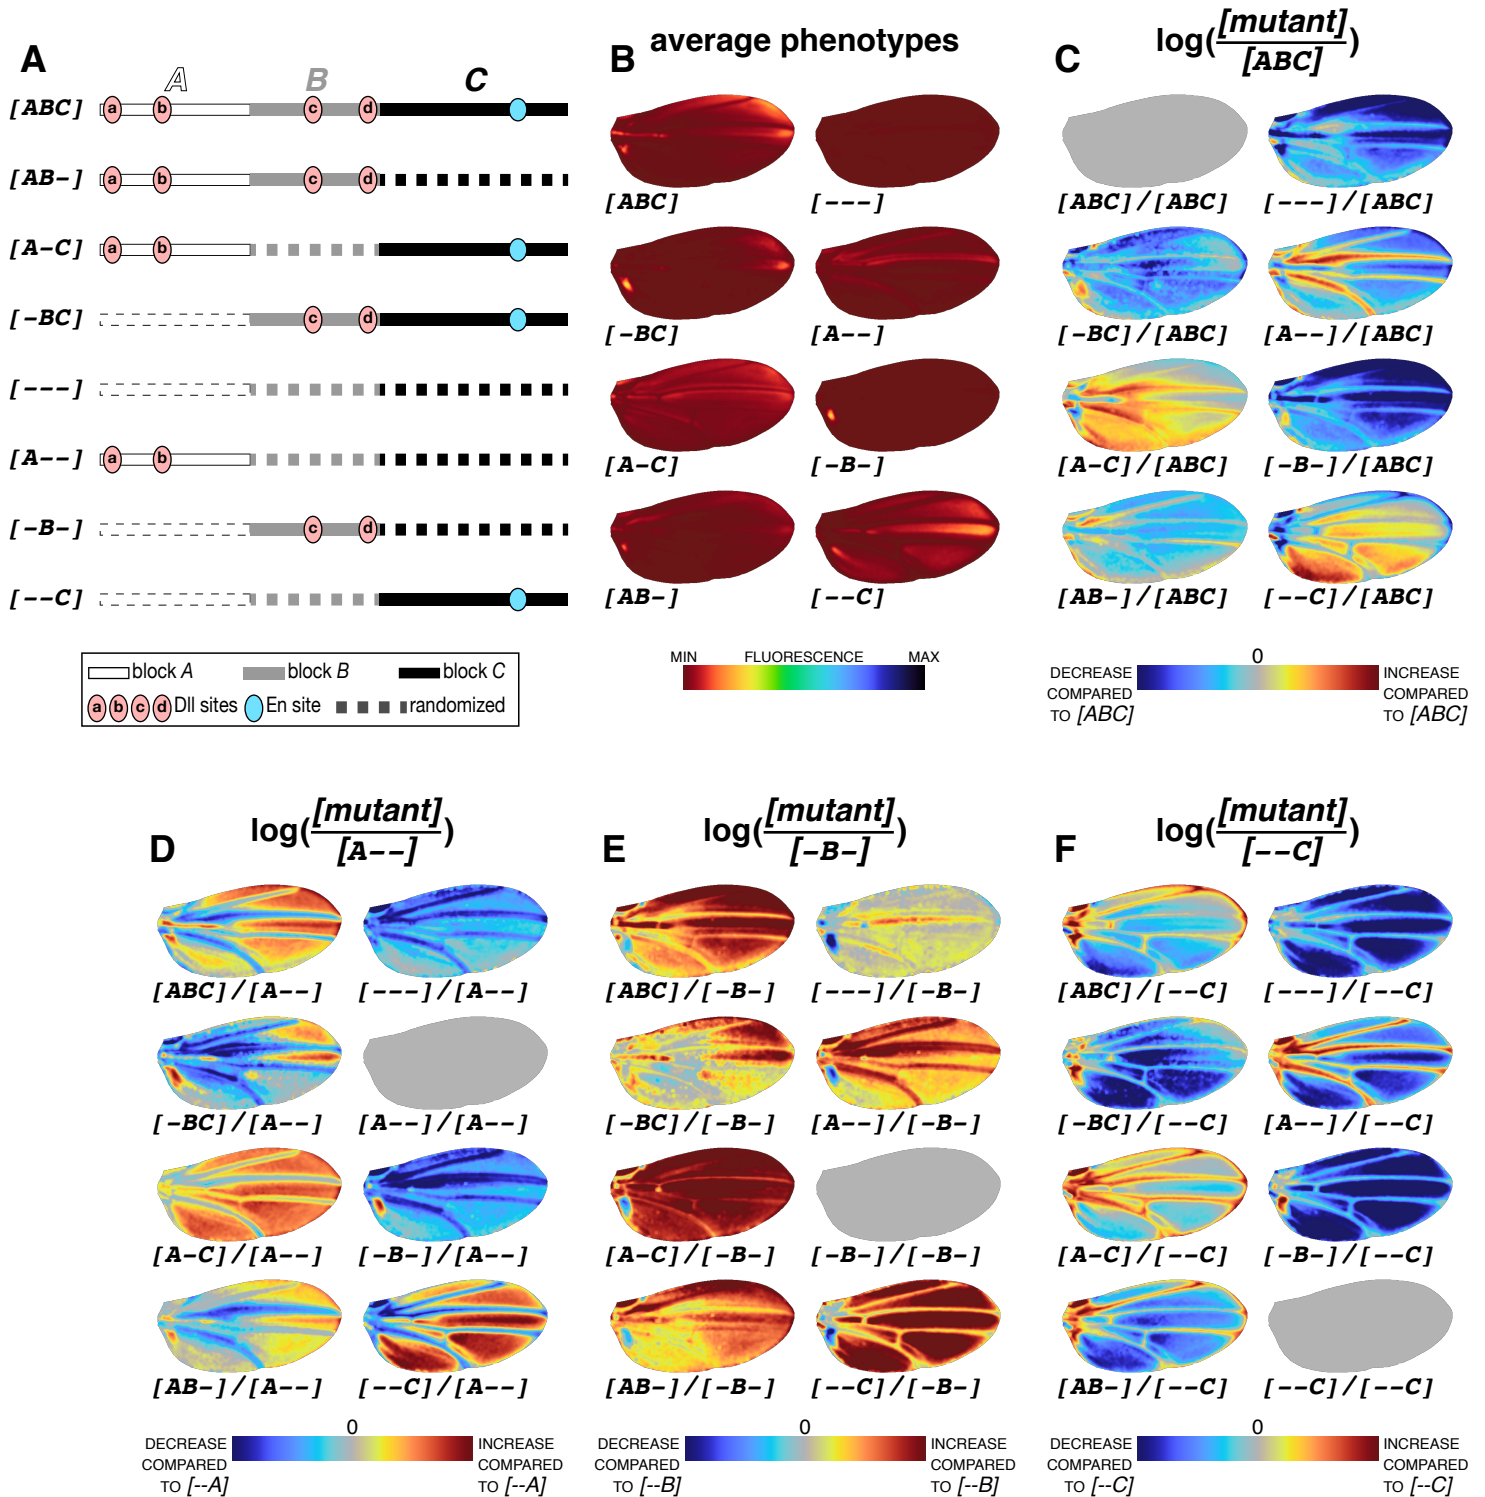 A
A B C
[ABC] a b c d
[AB-] a b c d
[A-C] a b
[-BC] c d
[---]
[A--] a b
[-B-] c d
[--C]
block A block B block C
a b c d Dll sites En site randomized
B average phenotypes
[ABC] [---]
[-BC] [A--]
[A-C] [-B-]
[AB-] [--C]
MIN FLUORESCENCE MAX
C log([mutant]/[ABC])
[ABC]/[ABC] [---]/[ABC]
[-BC]/[ABC] [A--]/[ABC]
[A-C]/[ABC] [-B-]/[ABC]
[AB-]/[ABC] [--C]/[ABC]
0
DECREASE
COMPARED
TO [ABC]
INCREASE
COMPARED
TO [ABC]
D log([mutant]/[A--])
[ABC]/[A--] [---]/[A--]
[-BC]/[A--] [A--]/[A--]
[A-C]/[A--] [-B-]/[A--]
[AB-]/[A--] [--C]/[A--]
0
DECREASE
COMPARED
TO [--A]
INCREASE
COMPARED
TO [--A]
E log([mutant]/[-B-])
[ABC]/[-B-] [---]/[-B-]
[-BC]/[-B-] [A--]/[-B-]
[A-C]/[-B-] [-B-]/[-B-]
[AB-]/[-B-] [--C]/[-B-]
0
DECREASE
COMPARED
TO [--B]
INCREASE
COMPARED
TO [--B]
F log([mutant]/[--C])
[ABC]/[--C] [---]/[--C]
[-BC]/[--C] [A--]/[--C]
[A-C]/[--C] [-B-]/[--C]
[AB-]/[--C] [--C]/[--C]
0
DECREASE
COMPARED
TO [--C]
INCREASE
COMPARED
TO [--C]